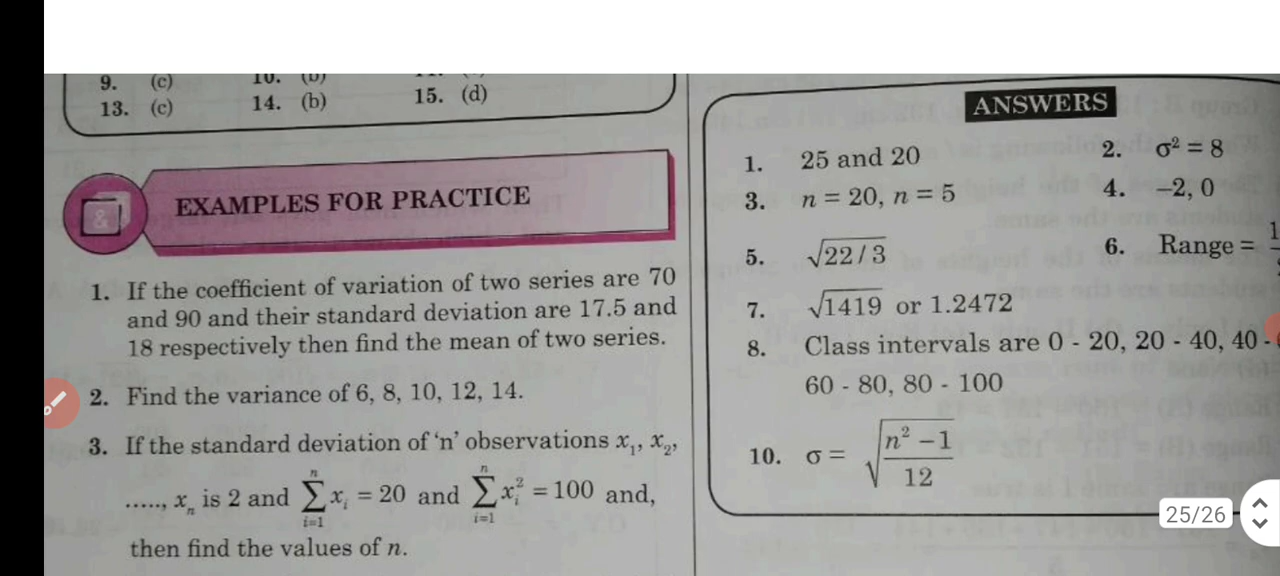 9. (c) 10. (b)
13. (c) 14. (b) 15. (d)
&
EXAMPLES FOR PRACTICE
1. If the coefficient of variation of two series are 70
and 90 and their standard deviation are 17.5 and
18 respectively then find the mean of two series.
2. Find the variance of 6, 8, 10, 12, 14.
3. If the standard deviation of ‘n’ observations x₁, x₂,
....., xₙ is 2 and ∑ᵢ₌₁ⁿ xᵢ = 20 and ∑ᵢ₌₁ⁿ xᵢ² = 100 and,
then find the values of n.
ANSWERS
1. 25 and 20 2. σ² = 8
3. n = 20, n = 5 4. –2, 0
5. √22 / 3 6. Range =
7. √1419 or 1.2472
8. Class intervals are 0 - 20, 20 - 40, 40 -
60 - 80, 80 - 100
10. σ = √((n² – 1)/12)
25/26